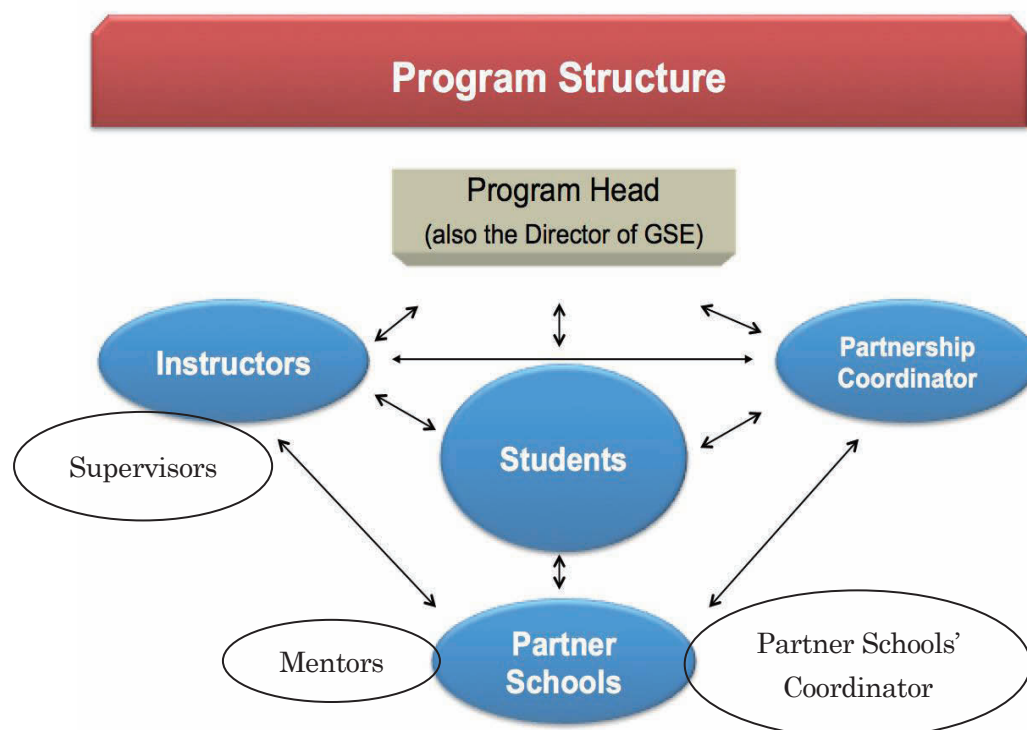 Program Structure
Program Head
(also the Director of GSE)
Instructors
Partnership
Coordinator
Supervisors
Students
Mentors
Partner
Schools
Partner Schools’
Coordinator